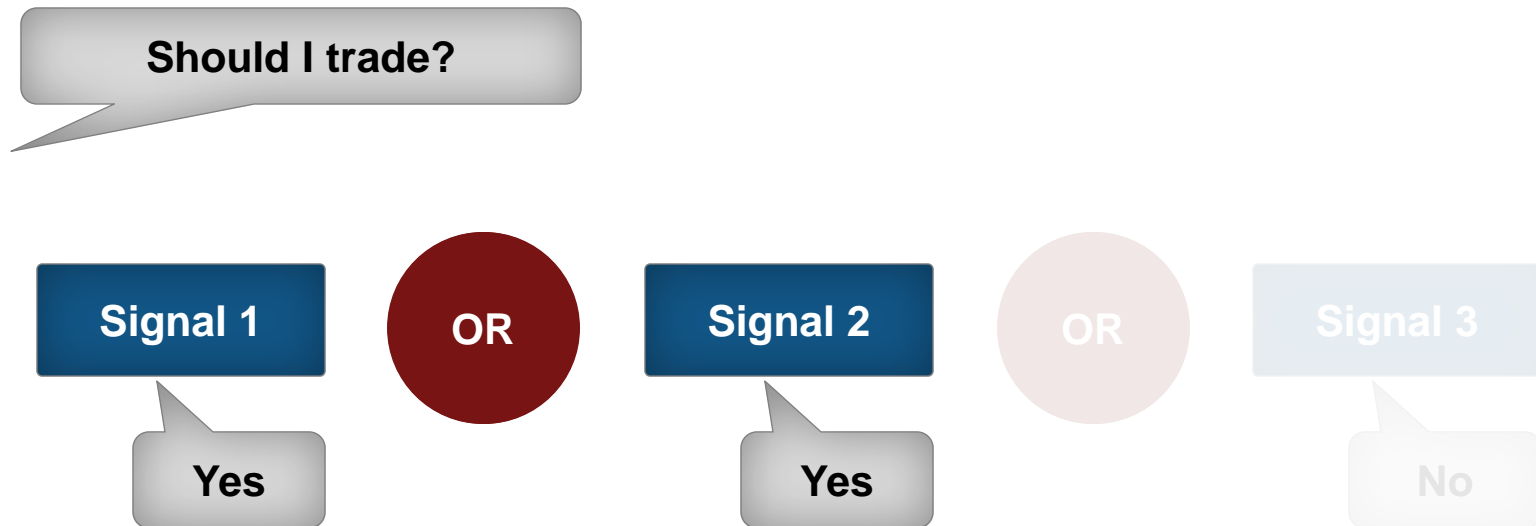 Should I trade?
Signal 1
OR
Signal 2
OR
Signal 3
Yes
Yes
No